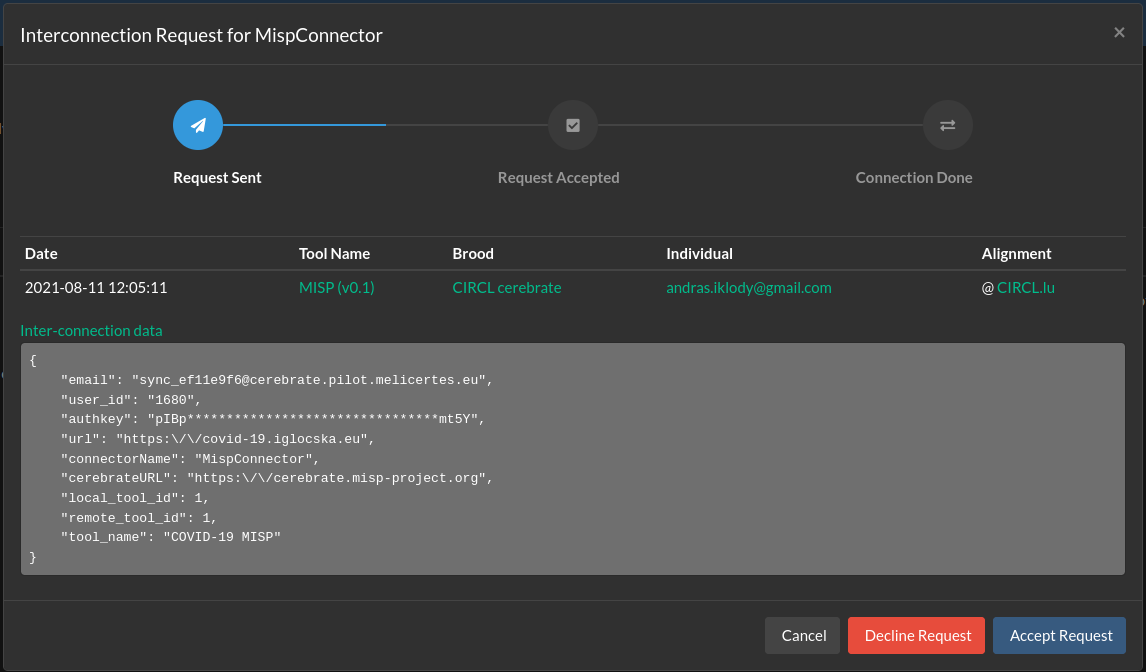 Interconnection Request for MispConnector ×
Request Sent Request Accepted Connection Done
Date Tool Name Brood Individual Alignment
2021-08-11 12:05:11 MISP (v0.1) CIRCL cerebrate andras.iklody@gmail.com @ CIRCL.lu
Inter-connection data
{
    "email": "sync_ef11e9f6@cerebrate.pilot.melicertes.eu",
    "user_id": "1680",
    "authkey": "pIBp********************************mt5Y",
    "url": "https:\/\/covid-19.iglocska.eu",
    "connectorName": "MispConnector",
    "cerebrateURL": "https:\/\/cerebrate.misp-project.org",
    "local_tool_id": 1,
    "remote_tool_id": 1,
    "tool_name": "COVID-19 MISP"
}
Cancel Decline Request Accept Request